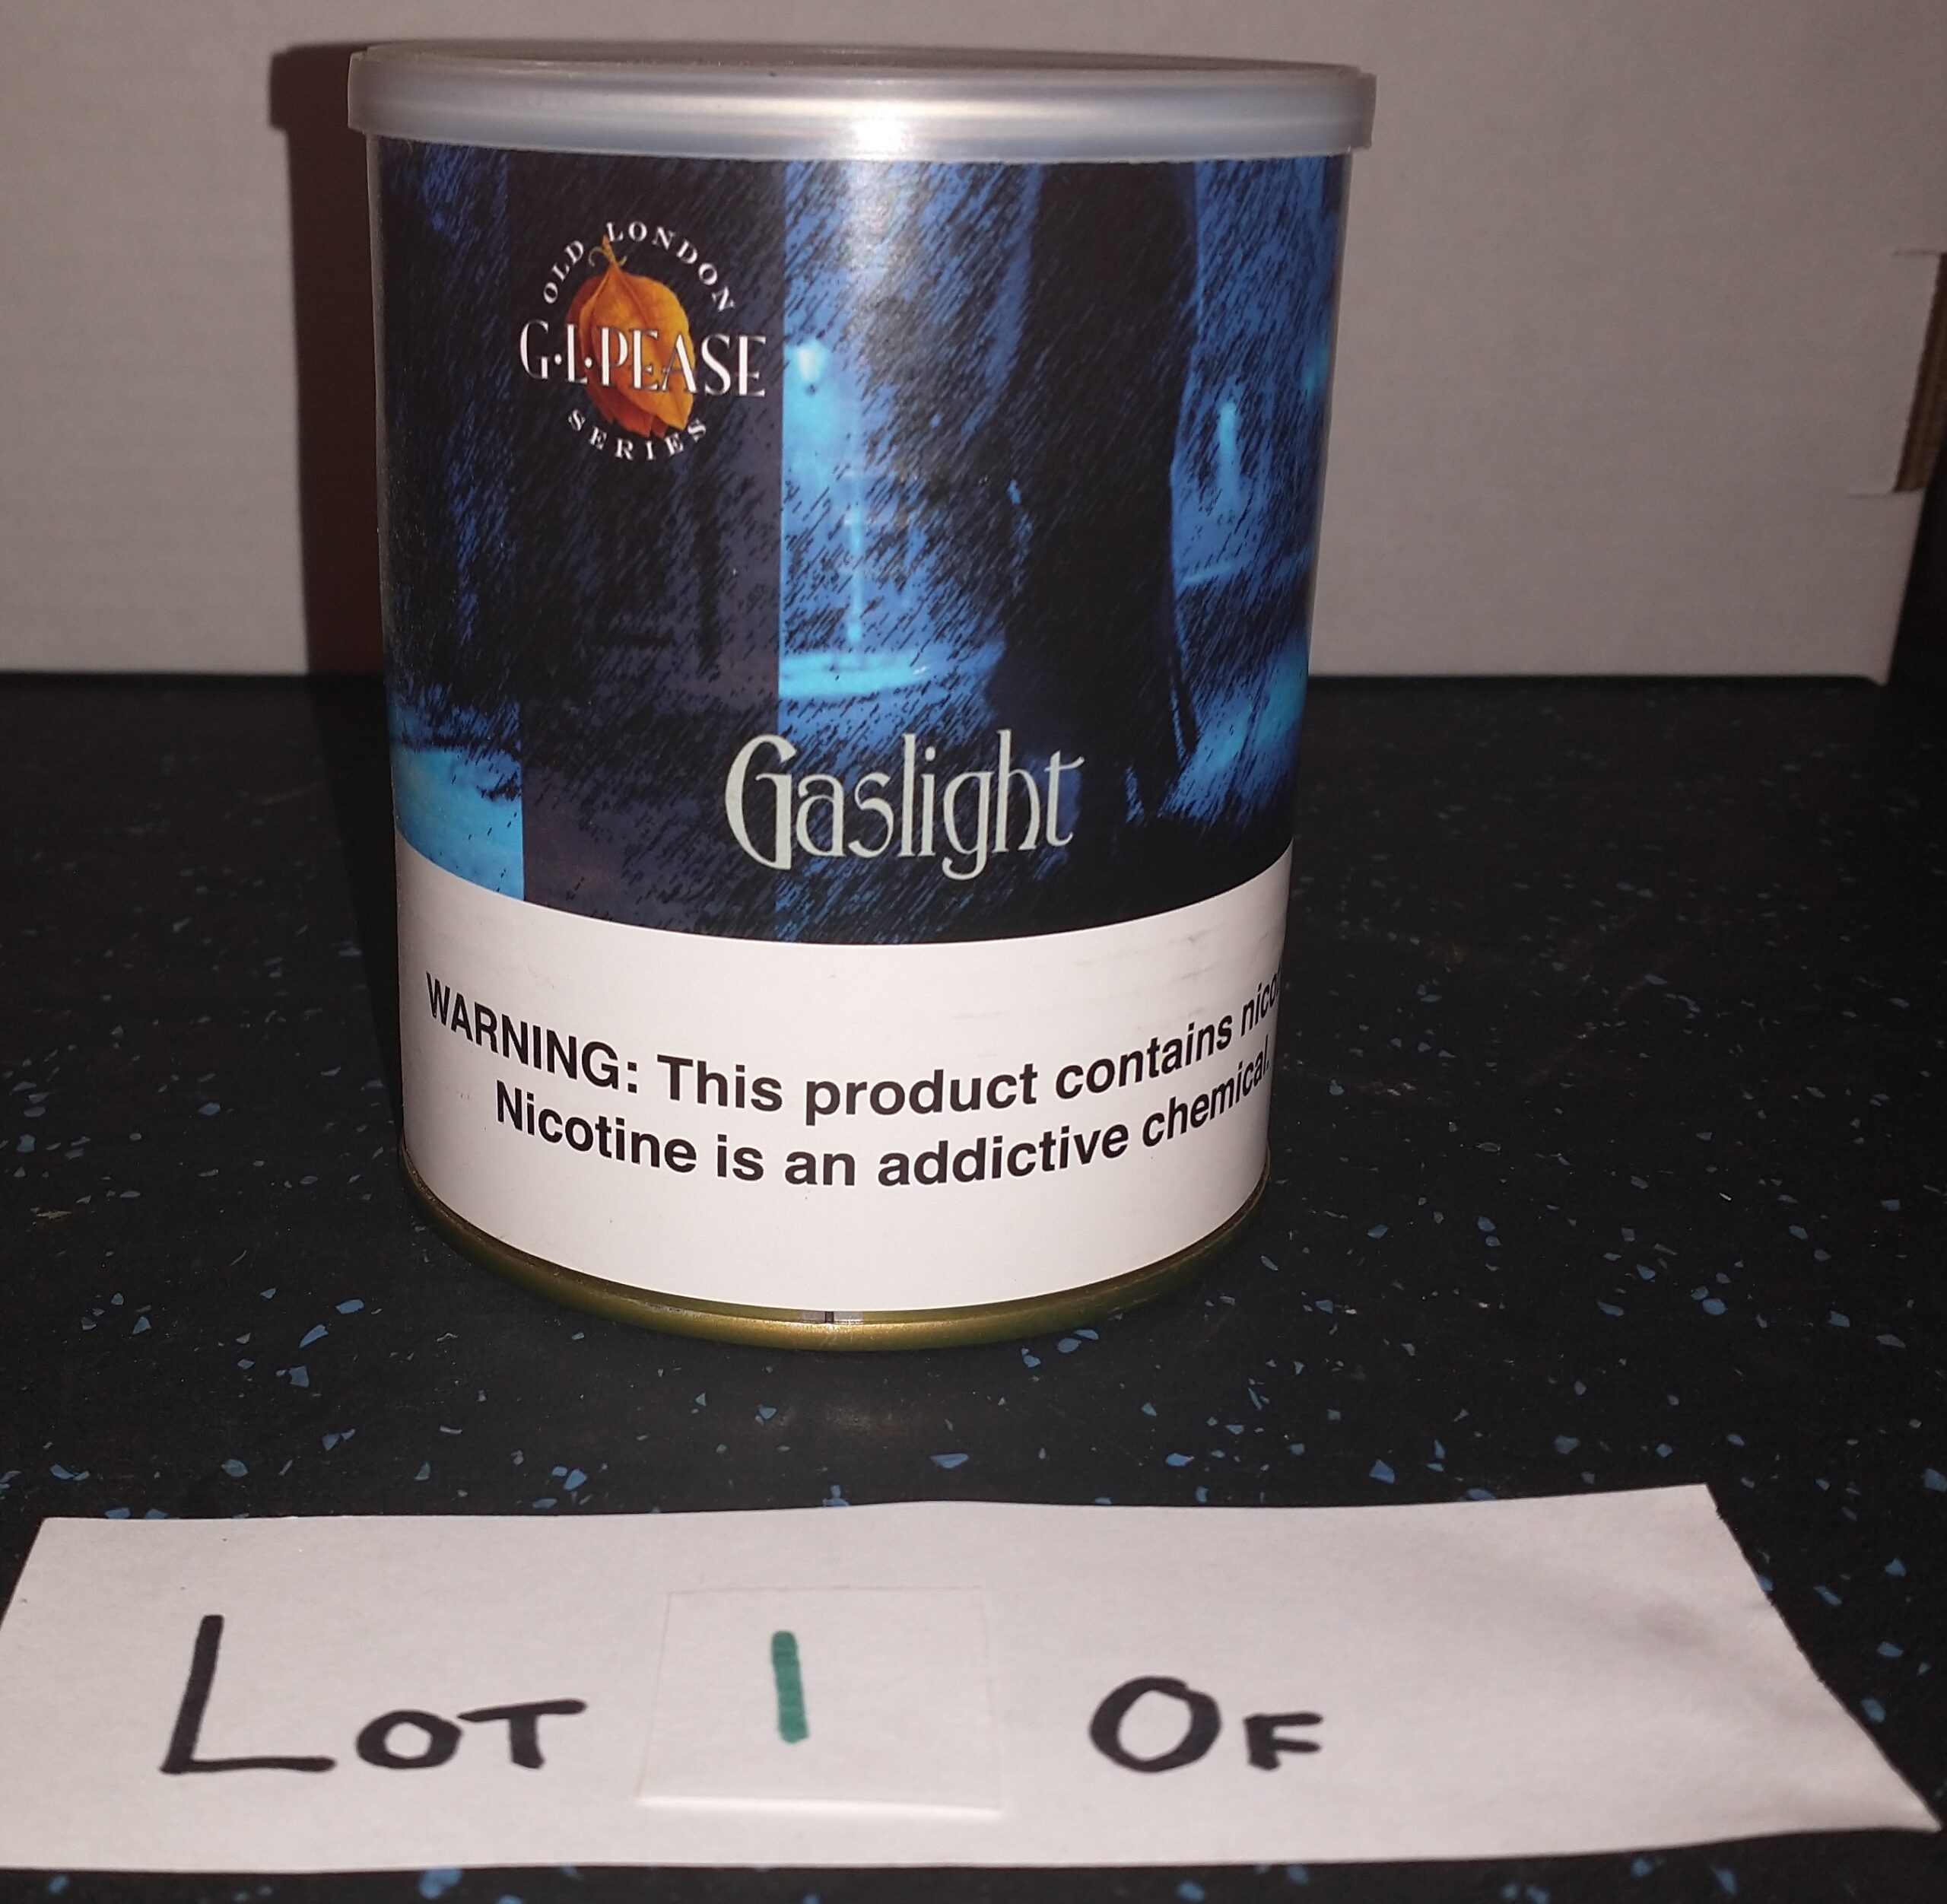 OLD LONDON
G·L·PEASE
SERIES
Gaslight
WARNING: This product contains
Nicotine is an addictive chemical.
LOT 1 OF